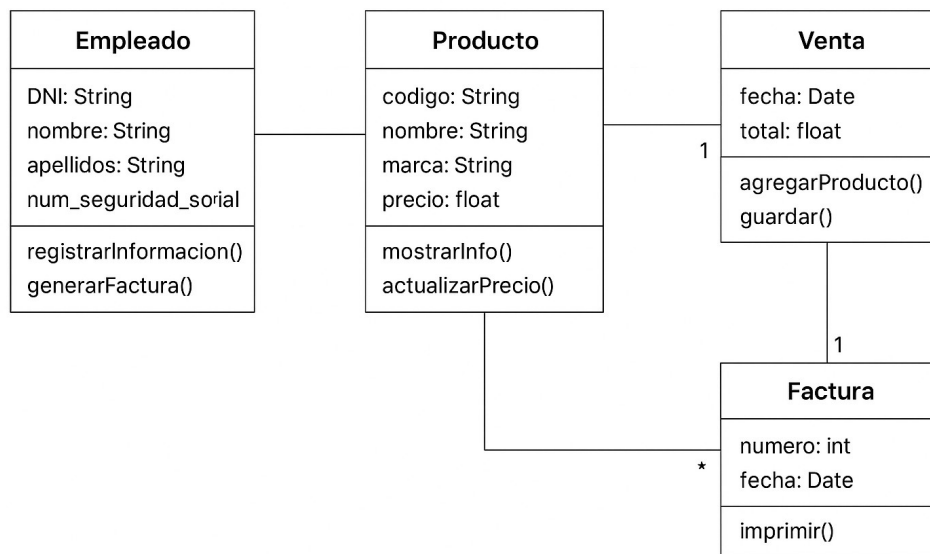 Empleado
DNI: String
nombre: String
apellidos: String
num_seguridad_sorial
registrarInformacion()
generarFactura()
Producto
codigo: String
nombre: String
marca: String
precio: float
mostrarInfo()
actualizarPrecio()
Venta
fecha: Date
total: float
agregarProducto()
guardar()
1
1
Factura
numero: int
fecha: Date
imprimir()
*